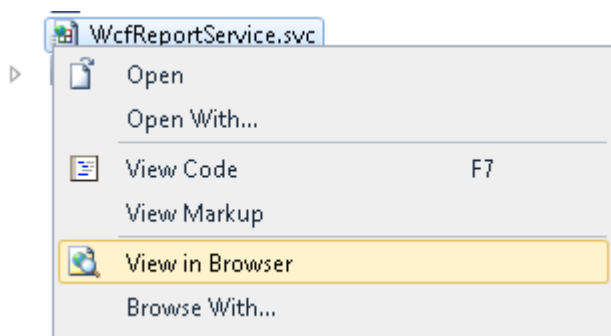 WcfReportService.svc
Open
Open With...
View Code F7
View Markup
View in Browser
Browse With...